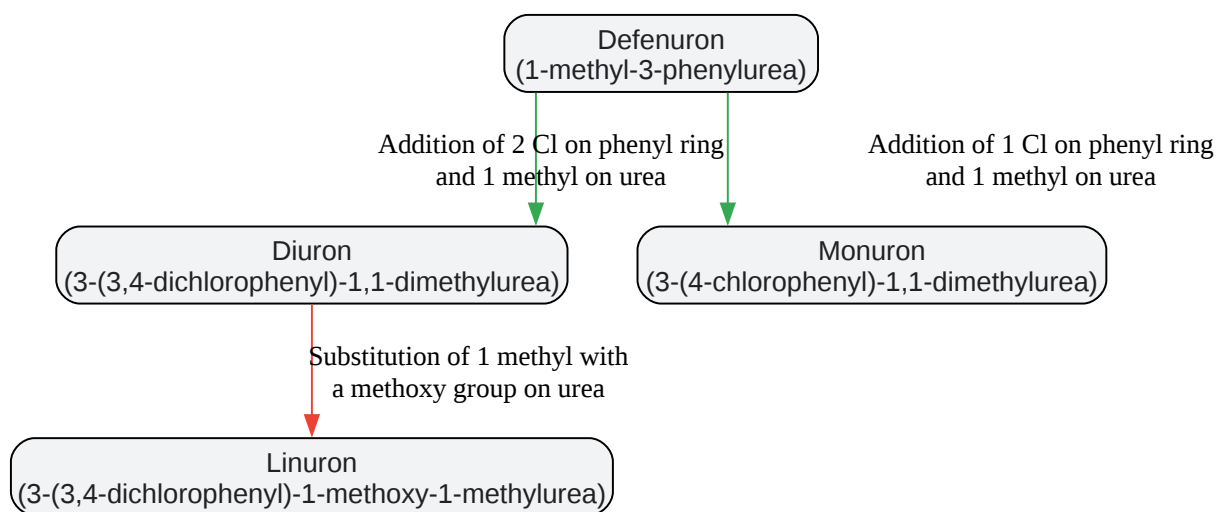 Defenuron
(1-methyl-3-phenylurea)
Addition of 2 Cl on phenyl ring
and 1 methyl on urea
Addition of 1 Cl on phenyl ring
and 1 methyl on urea
Diuron
(3-(3,4-dichlorophenyl)-1,1-dimethylurea)
Monuron
(3-(4-chlorophenyl)-1,1-dimethylurea)
Substitution of 1 methyl with
a methoxy group on urea
Linuron
(3-(3,4-dichlorophenyl)-1-methoxy-1-methylurea)